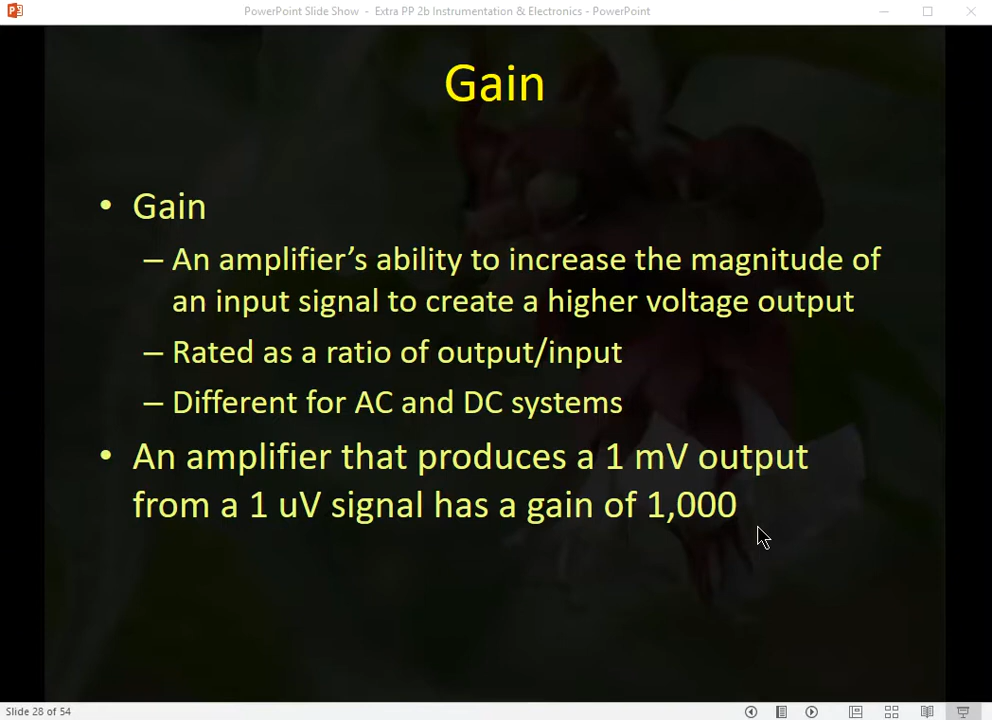 PowerPoint Slide Show - Extra PP 2b Instrumentation & Electronics - PowerPoint
Gain
• Gain
– An amplifier’s ability to increase the magnitude of
an input signal to create a higher voltage output
– Rated as a ratio of output/input
– Different for AC and DC systems
• An amplifier that produces a 1 mV output
from a 1 uV signal has a gain of 1,000
Slide 28 of 54